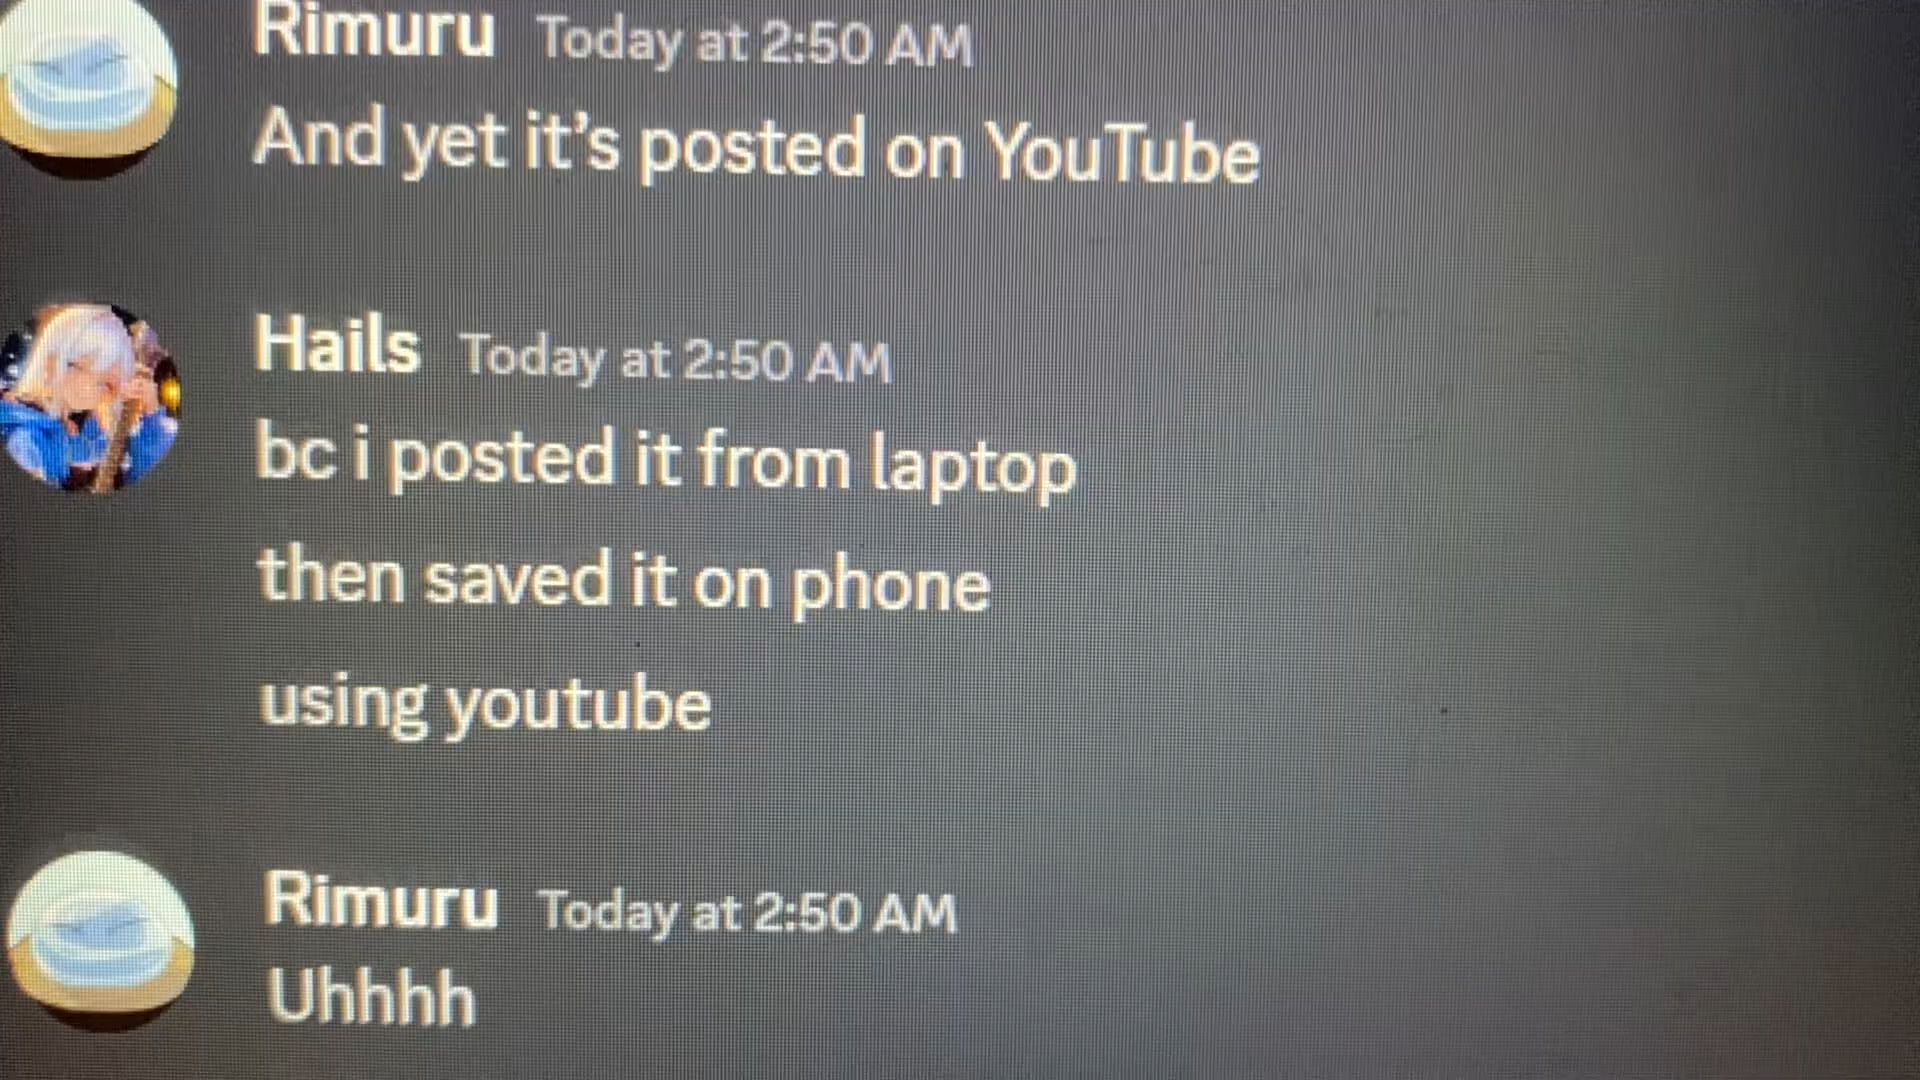 Rimuru Today at 2:50 AM
And yet it's posted on YouTube
Hails Today at 2:50 AM
bc i posted it from laptop
then saved it on phone
using youtube
Rimuru Today at 2:50 AM
Uhhhh